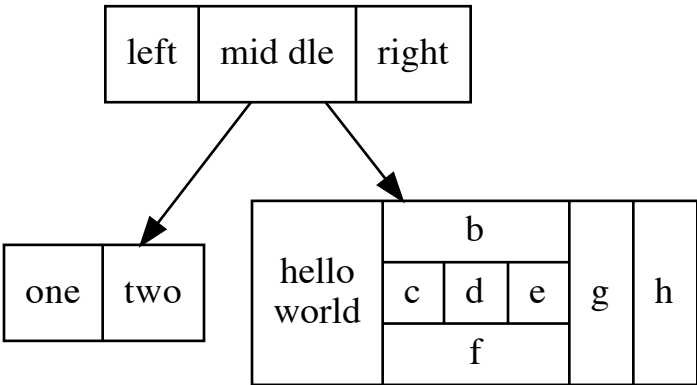 left mid dle right
one two
hello
world
b
c d e
f
g h